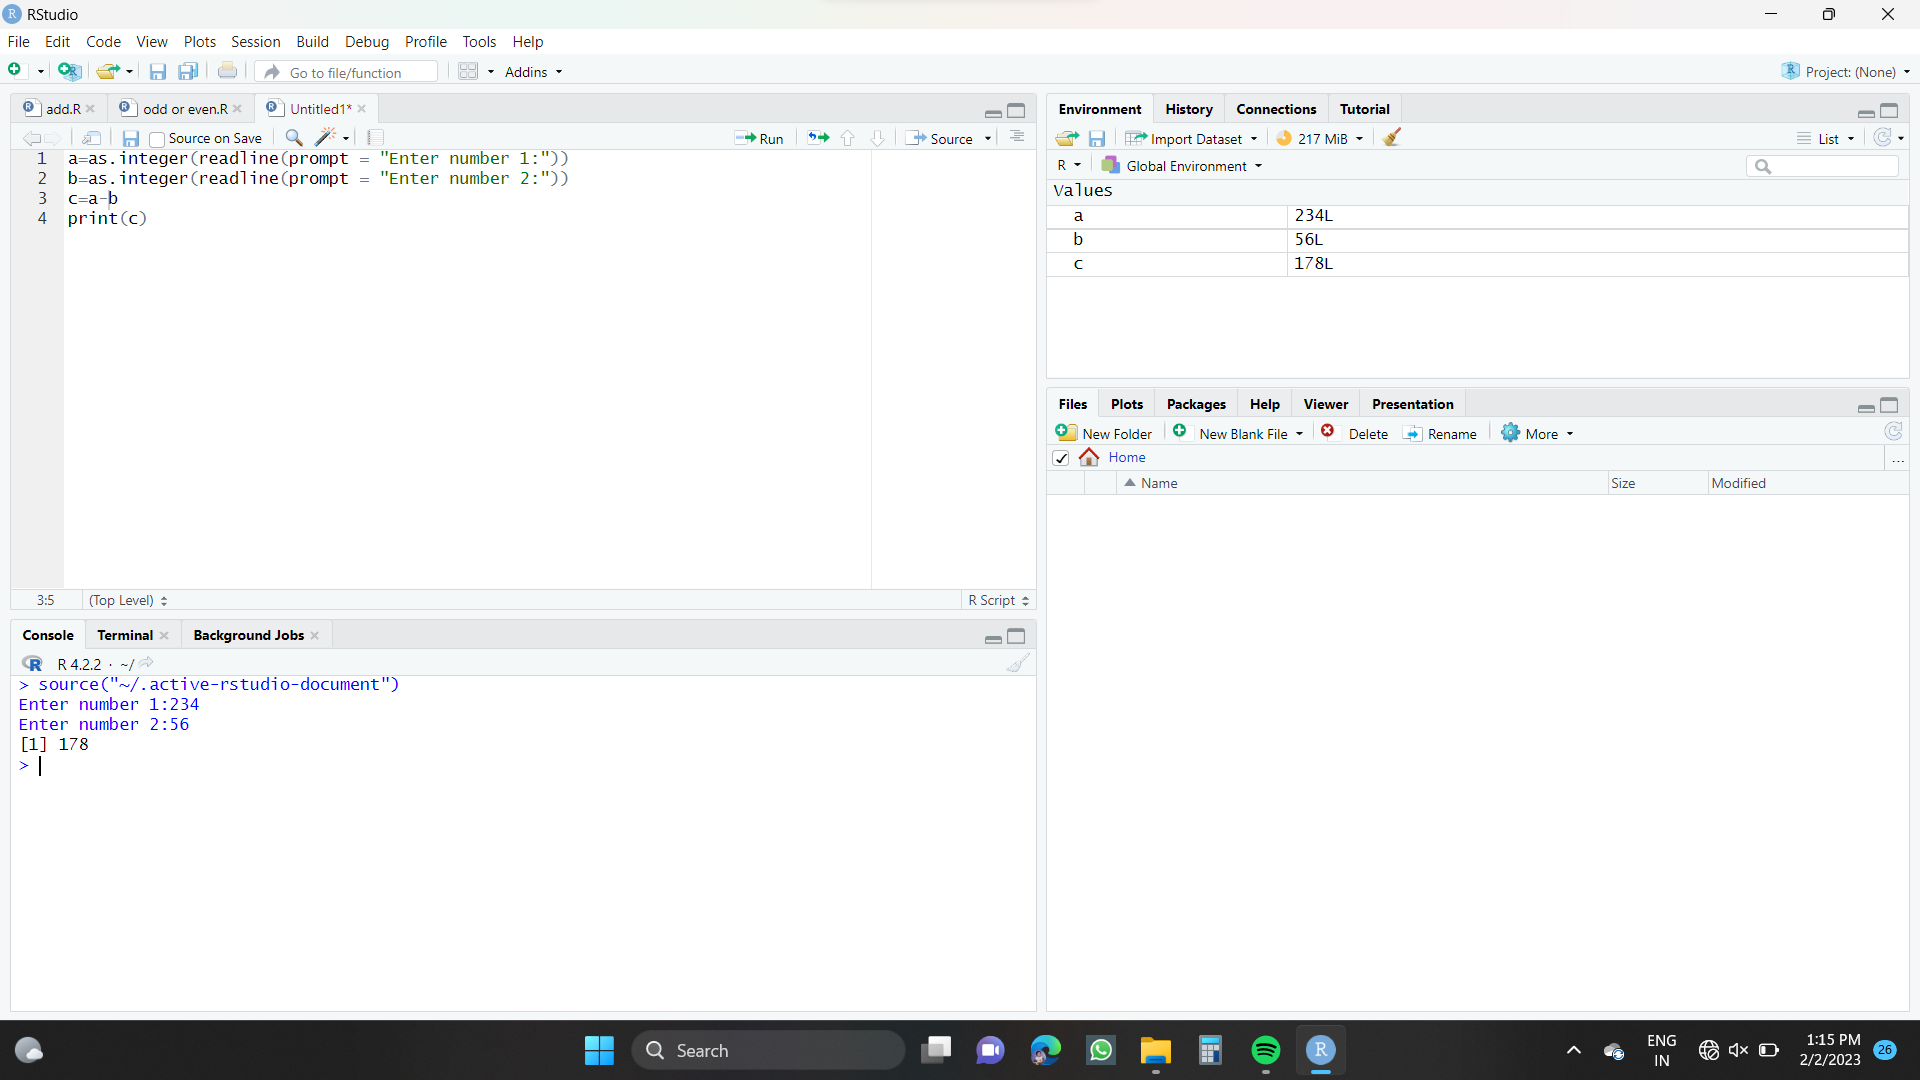 RStudio
File Edit Code View Plots Session Build Debug Profile Tools Help
Go to file/function Addins Project: (None)
add.R odd or even.R Untitled1*
Source on Save Run Source
1 a=as.integer(readline(prompt = "Enter number 1:"))
2 b=as.integer(readline(prompt = "Enter number 2:"))
3 c=a-b
4 print(c)
3:5 (Top Level) R Script
Console Terminal Background Jobs
R 4.2.2 · ~/
> source("~/.active-rstudio-document")
Enter number 1:234
Enter number 2:56
[1] 178
>
Environment History Connections Tutorial
Import Dataset 217 MiB List
R Global Environment
Values
a 234L
b 56L
c 178L
Files Plots Packages Help Viewer Presentation
New Folder New Blank File Delete Rename More
Home ...
Name Size Modified
Search
ENG
IN
1:15 PM
2/2/2023
26